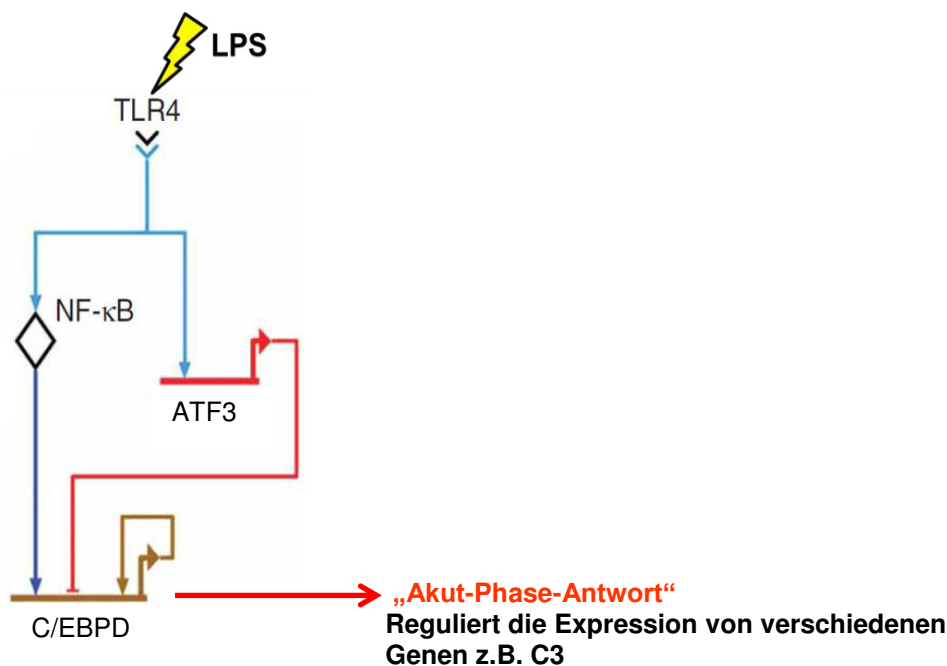 LPS
TLR4
NF-κB
ATF3
C/EBPD
„Akut-Phase-Antwort“
Reguliert die Expression von verschiedenen
Genen z.B. C3